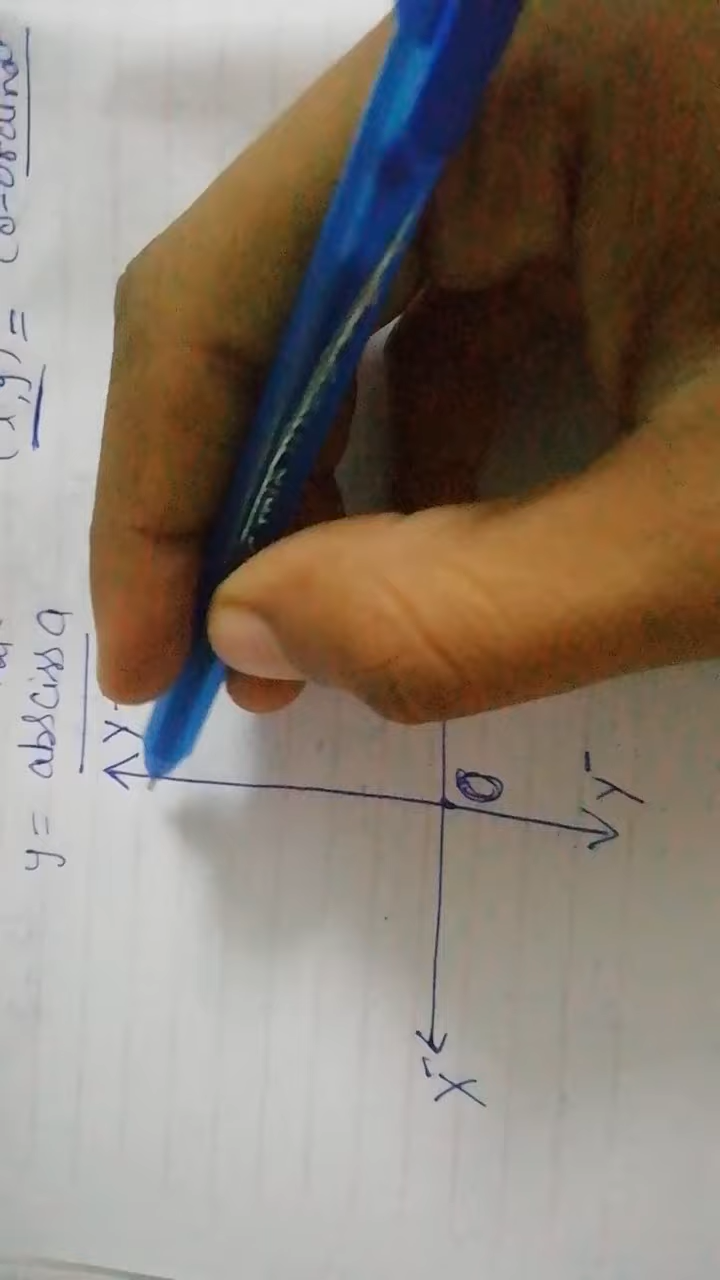 (x,y) =
y = abscissa
Y
O
X⁻
Y⁻